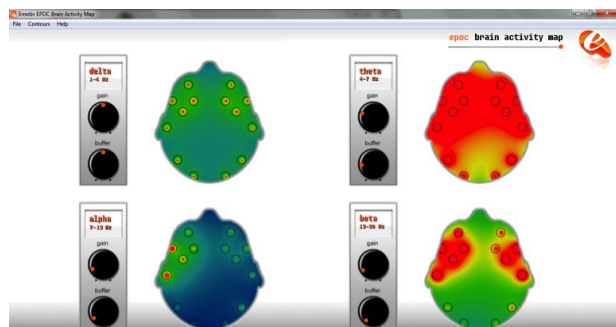 Emotiv EPOC Brain Activity Map
File Contours Help
epoc brain activity map
delta
1-4 Hz
gain
buffer
theta
4-7 Hz
gain
buffer
alpha
7-13 Hz
gain
buffer
beta
13-30 Hz
gain
buffer